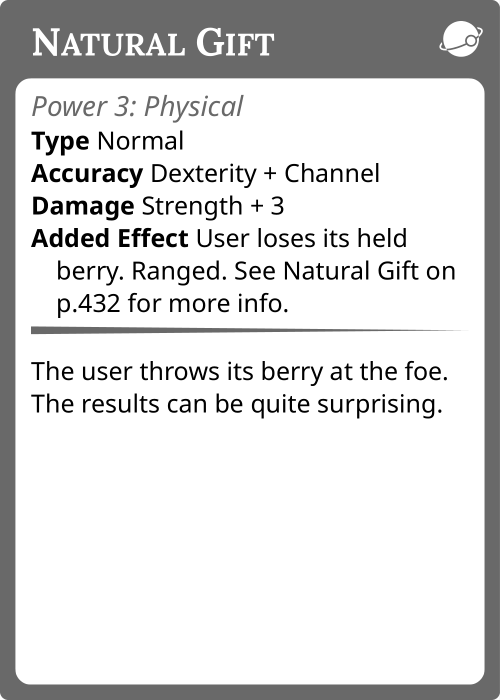 Natural Gift
Power 3: Physical
Type Normal
Accuracy Dexterity + Channel
Damage Strength + 3
Added Effect User loses its held
berry. Ranged. See Natural Gift on
p.432 for more info.
The user throws its berry at the foe.
The results can be quite surprising.